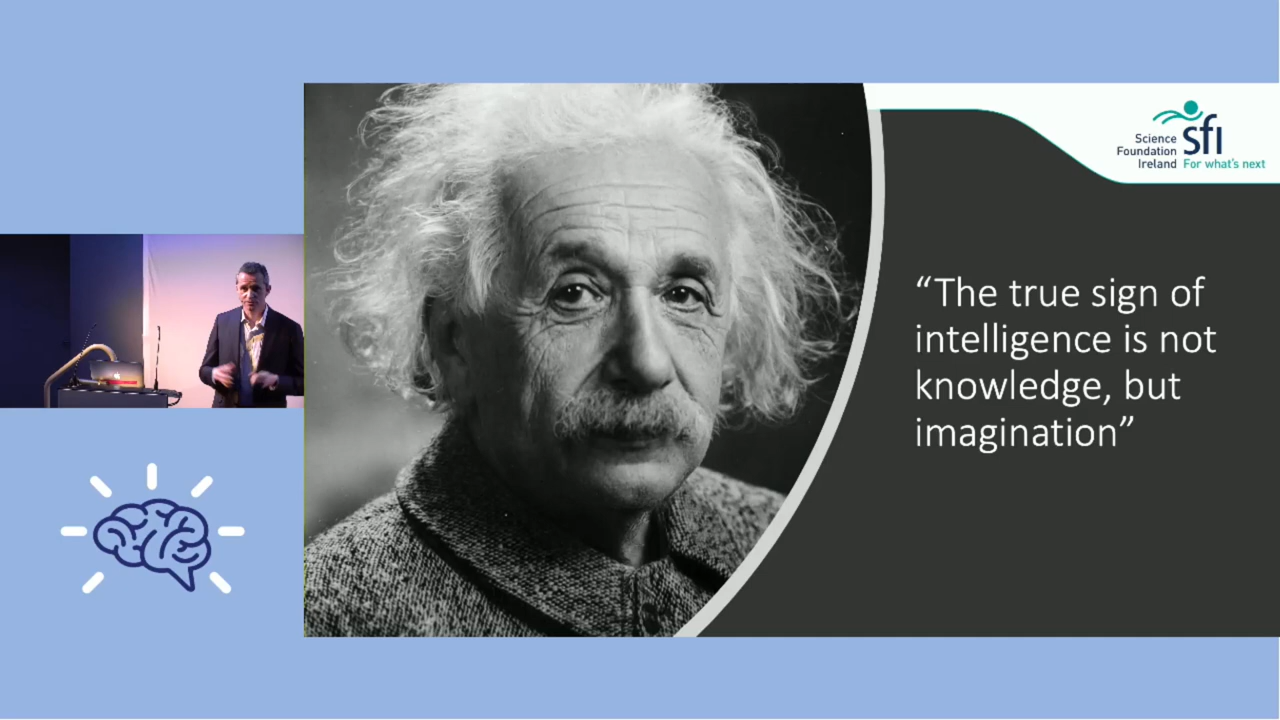 Science
Foundation
Ireland
sfi
For what's next
“The true sign of
intelligence is not
knowledge, but
imagination”